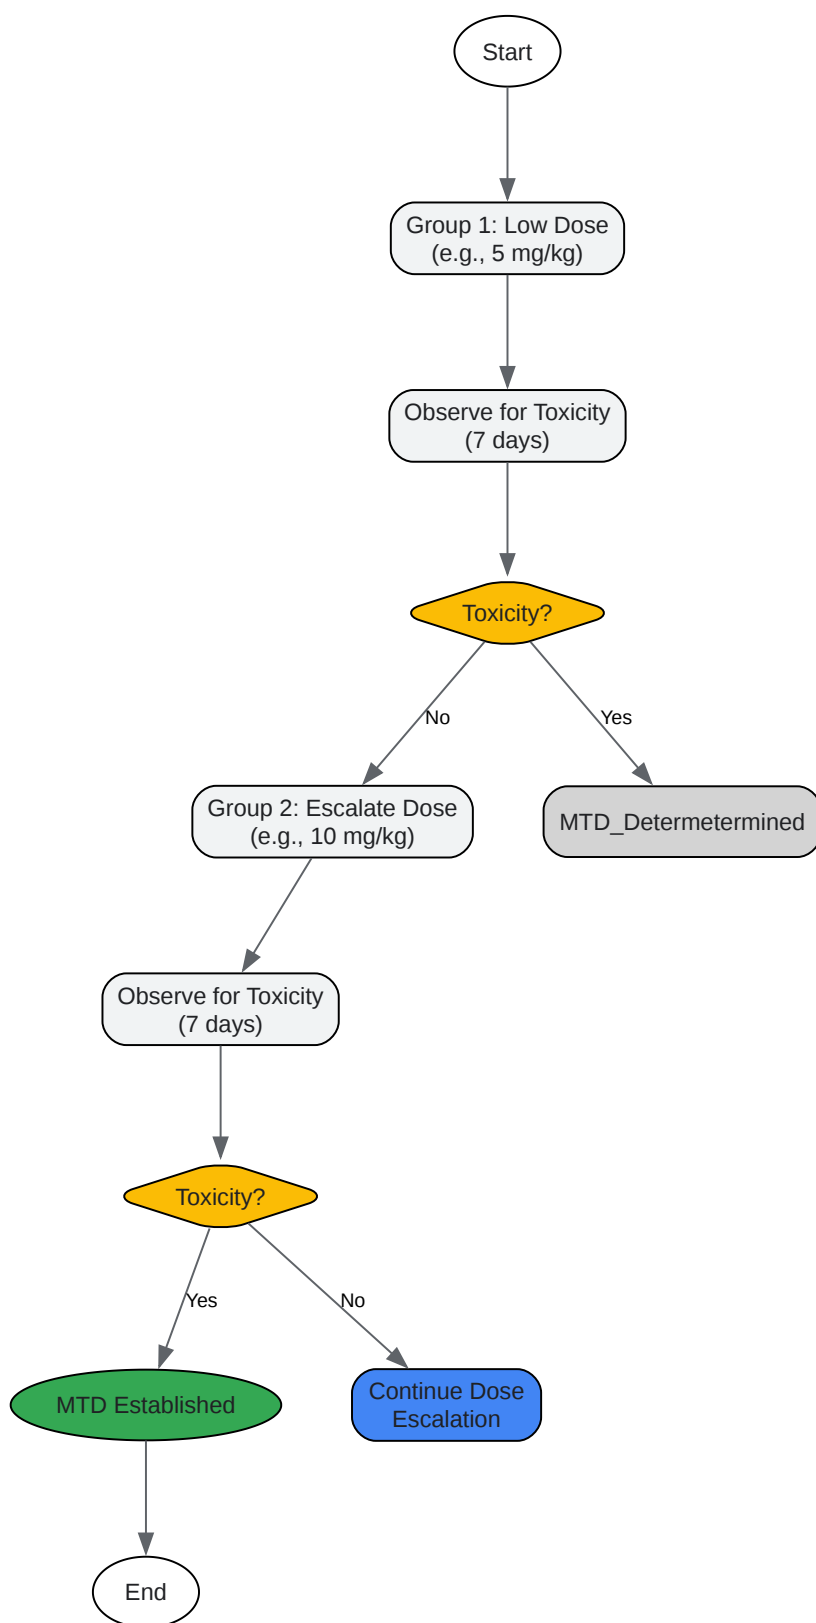 Start
Group 1: Low Dose
(e.g., 5 mg/kg)
Observe for Toxicity
(7 days)
Toxicity?
No
Yes
Group 2: Escalate Dose
(e.g., 10 mg/kg)
MTD_Determetermined
Observe for Toxicity
(7 days)
Toxicity?
Yes
No
MTD Established
Continue Dose
Escalation
End